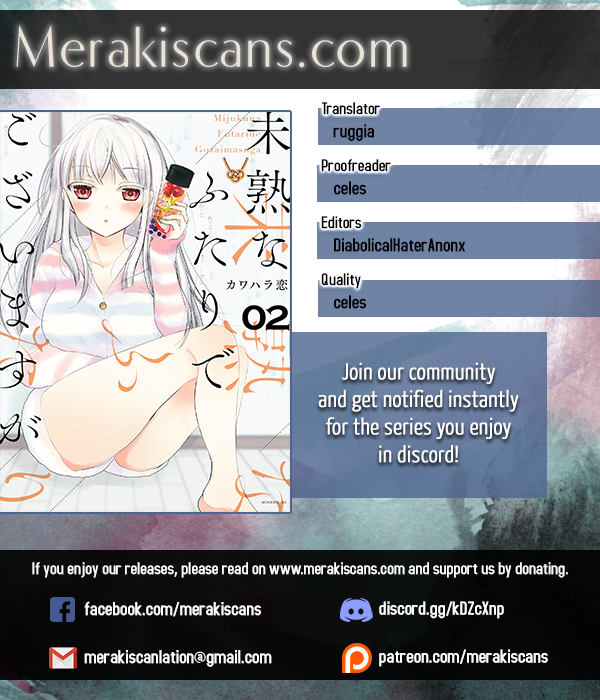 Merakiscans.com
Translator
ruggia
Proofreader
celes
Editors
DiabolicalHaterAnonx
Quality
celes
Mijukuna
Futaride
Gozaimasuga
未熟な
ふたりで
ございますが
カワハラ恋
02
Join our community
and get notified instantly
for the series you enjoy
in discord!
If you enjoy our releases, please read on www.merakiscans.com and support us by donating.
facebook.com/merakiscans
discord.gg/kDZcXnp
merakiscanlation@gmail.com
patreon.com/merakiscans